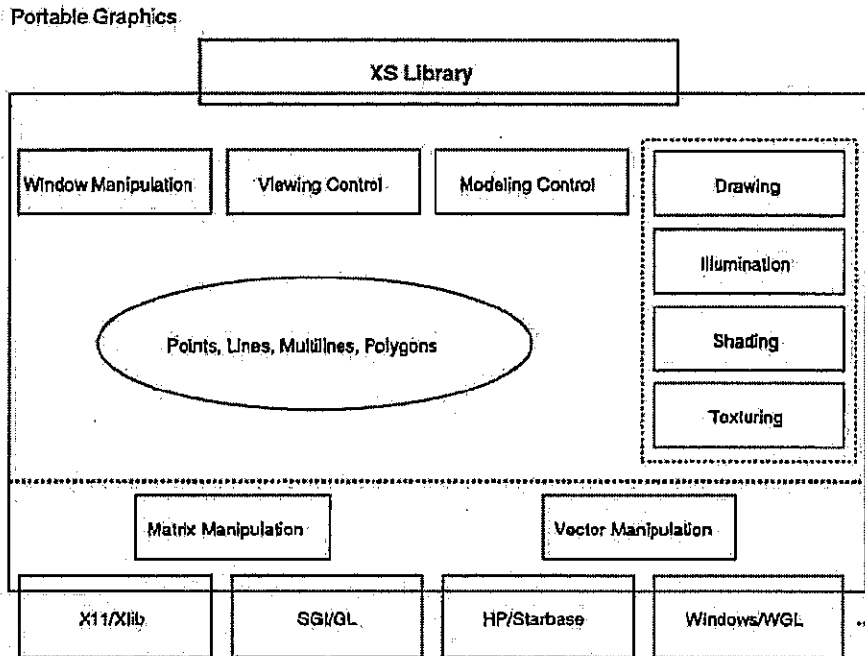 Portable Graphics
XS Library
Window Manipulation
Viewing Control
Modeling Control
Drawing
Illumination
Shading
Texturing
Points, Lines, Multilines, Polygons
Matrix Manipulation
Vector Manipulation
X11/Xlib
SGI/GL
HP/Starbase
Windows/WGL
...